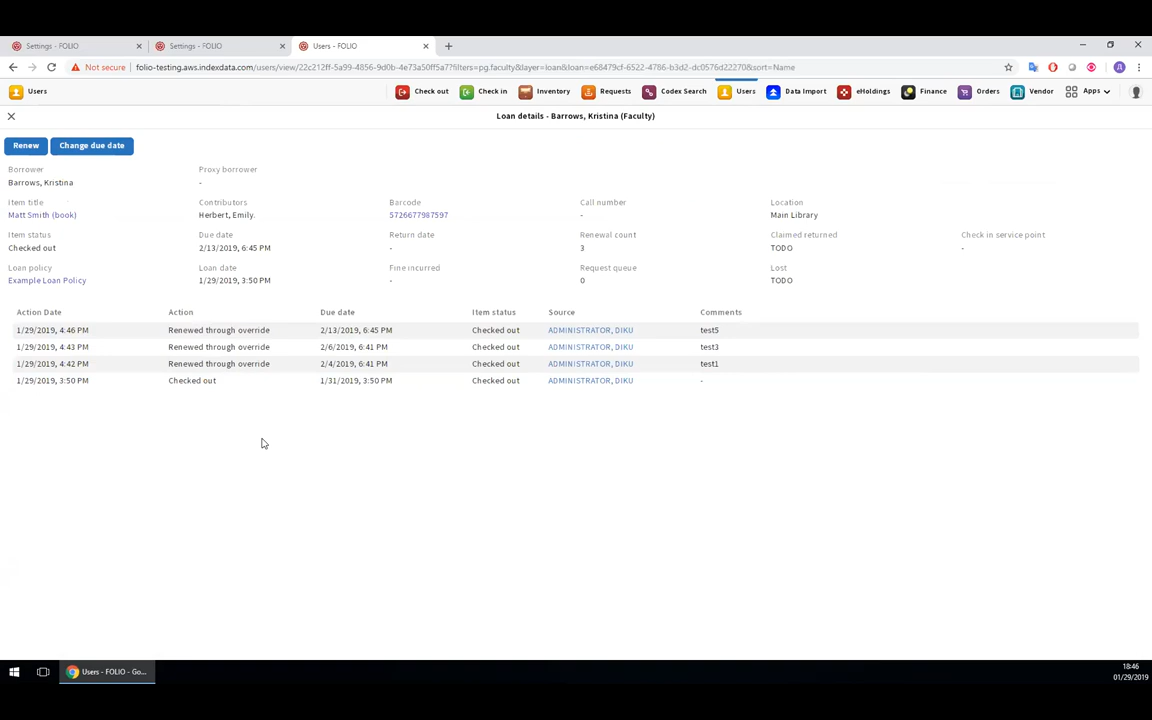 Settings - FOLIO
Settings - FOLIO
Users - FOLIO
Not secure folio-testing.aws.indexdata.com/users/view/22c212ff-5a99-4856-9d0b-4e73a50ff5a7?filters=pg.faculty&layer=loan&loan=e68479cf-6522-4786-b3d2-dc0576d22270&sort=Name
Users Check out Check in Inventory Requests Codex Search Users Data Import eHoldings Finance Orders Vendor Apps
Loan details - Barrows, Kristina (Faculty)
Renew Change due date
Borrower Proxy borrower
Barrows, Kristina -
Item title Contributors Barcode Call number Location
Matt Smith (book) Herbert, Emily. 5726677987597 - Main Library
Item status Due date Return date Renewal count Claimed returned Check in service point
Checked out 2/13/2019, 6:45 PM - 3 TODO -
Loan policy Loan date Fine incurred Request queue Lost
Example Loan Policy 1/29/2019, 3:50 PM - 0 TODO
Action Date Action Due date Item status Source Comments
1/29/2019, 4:46 PM Renewed through override 2/13/2019, 6:45 PM Checked out ADMINISTRATOR, DIKU test5
1/29/2019, 4:43 PM Renewed through override 2/6/2019, 6:41 PM Checked out ADMINISTRATOR, DIKU test3
1/29/2019, 4:42 PM Renewed through override 2/4/2019, 6:41 PM Checked out ADMINISTRATOR, DIKU test1
1/29/2019, 3:50 PM Checked out 1/31/2019, 3:50 PM Checked out ADMINISTRATOR, DIKU -
Users - FOLIO - Go...
18:46
01/29/2019